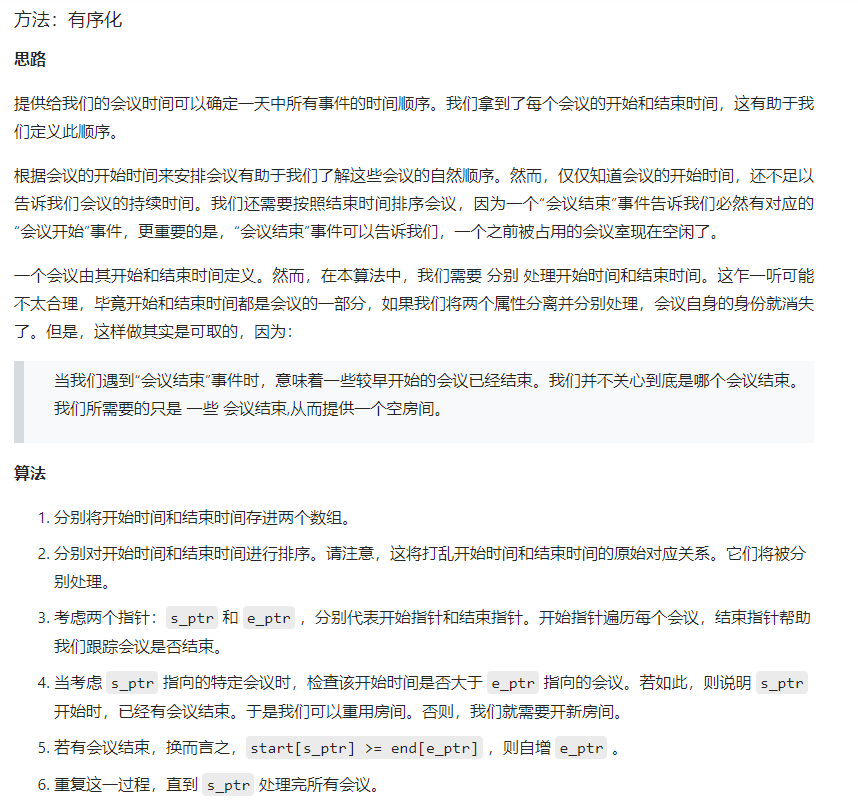 方法：有序化
思路
提供给我们的会议时间可以确定一天中所有事件的时间顺序。我们拿到了每个会议的开始和结束时间，这有助于我
们定义此顺序。
根据会议的开始时间来安排会议有助于我们了解这些会议的自然顺序。然而，仅仅知道会议的开始时间，还不足以
告诉我们会议的持续时间。我们还需要按照结束时间排序会议，因为一个“会议结束”事件告诉我们必然有对应的
“会议开始”事件，更重要的是，“会议结束”事件可以告诉我们，一个之前被占用的会议室现在空闲了。
一个会议由其开始和结束时间定义。然而，在本算法中，我们需要 分别 处理开始时间和结束时间。这乍一听可能
不太合理，毕竟开始和结束时间都是会议的一部分，如果我们将两个属性分离并分别处理，会议自身的身份就消失
了。但是，这样做其实是可取的，因为：
当我们遇到“会议结束”事件时，意味着一些较早开始的会议已经结束。我们并不关心到底是哪个会议结束。
我们所需要的只是 一些 会议结束,从而提供一个空房间。
算法
1. 分别将开始时间和结束时间存进两个数组。
2. 分别对开始时间和结束时间进行排序。请注意，这将打乱开始时间和结束时间的原始对应关系。它们将被分
别处理。
3. 考虑两个指针：s_ptr 和 e_ptr ，分别代表开始指针和结束指针。开始指针遍历每个会议，结束指针帮助
我们跟踪会议是否结束。
4. 当考虑 s_ptr 指向的特定会议时，检查该开始时间是否大于 e_ptr 指向的会议。若如此，则说明 s_ptr
开始时，已经有会议结束。于是我们可以重用房间。否则，我们就需要开新房间。
5. 若有会议结束，换而言之，start[s_ptr] >= end[e_ptr] ，则自增 e_ptr 。
6. 重复这一过程，直到 s_ptr 处理完所有会议。